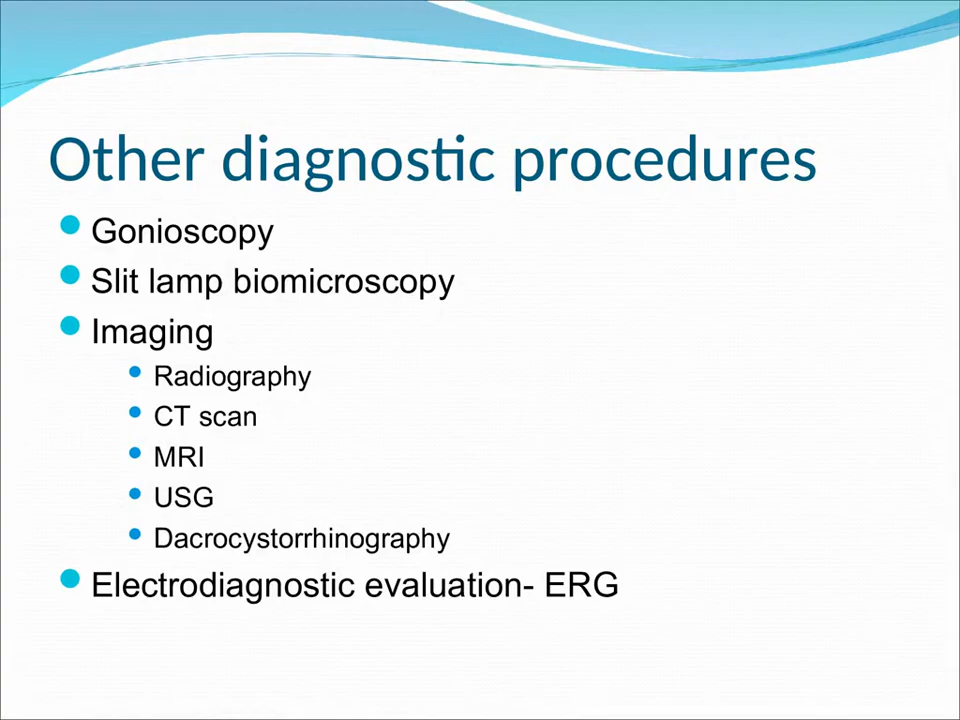 Other diagnostic procedures
Gonioscopy
Slit lamp biomicroscopy
Imaging
Radiography
CT scan
MRI
USG
Dacrocystorrhinography
Electrodiagnostic evaluation- ERG